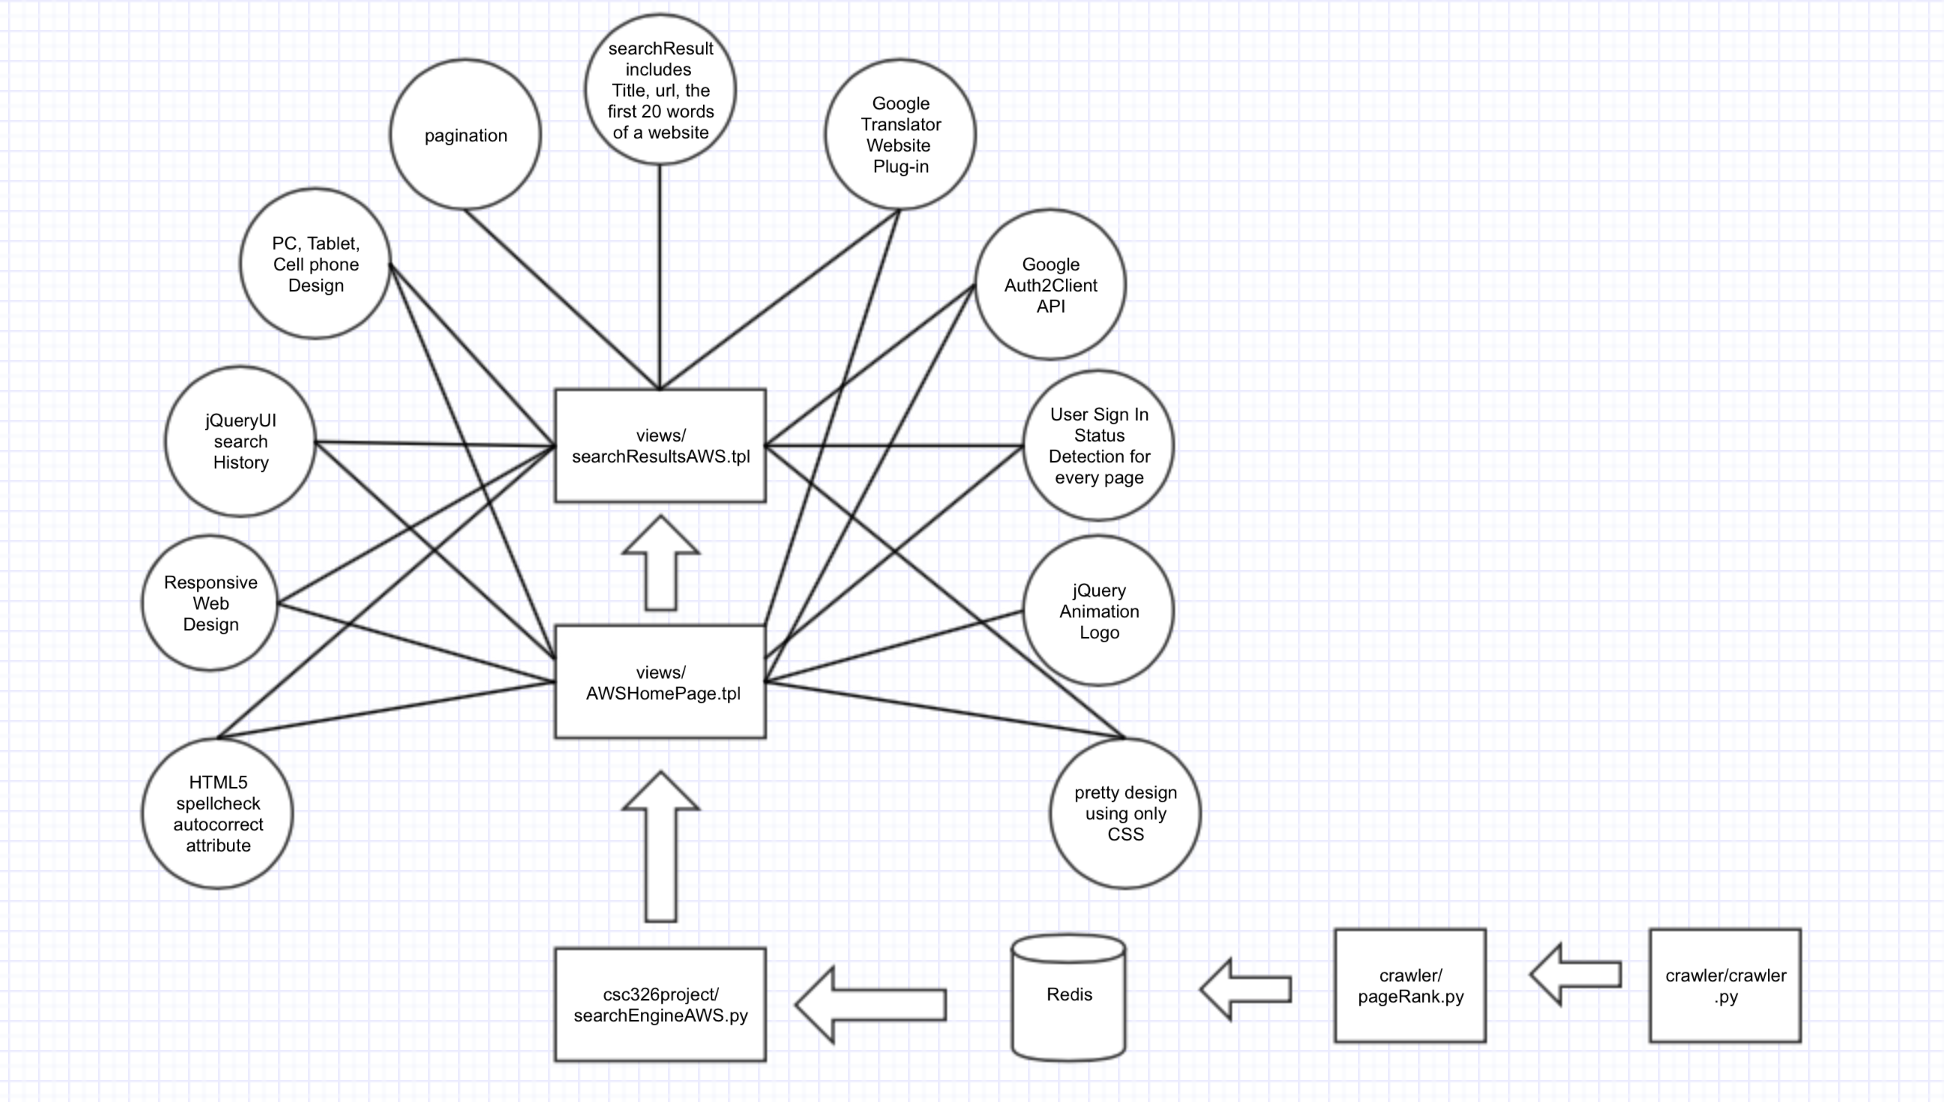 searchResult
includes
Title, url, the
first 20 words
of a website
pagination
Google
Translator
Website
Plug-in
PC, Tablet,
Cell phone
Design
Google
Auth2Client
API
jQueryUI
search
History
views/
searchResultsAWS.tpl
User Sign In
Status
Detection for
every page
Responsive
Web
Design
jQuery
Animation
Logo
views/
AWSHomePage.tpl
HTML5
spellcheck
autocorrect
attribute
pretty design
using only
CSS
csc326project/
searchEngineAWS.py
Redis
crawler/
pageRank.py
crawler/crawler
.py